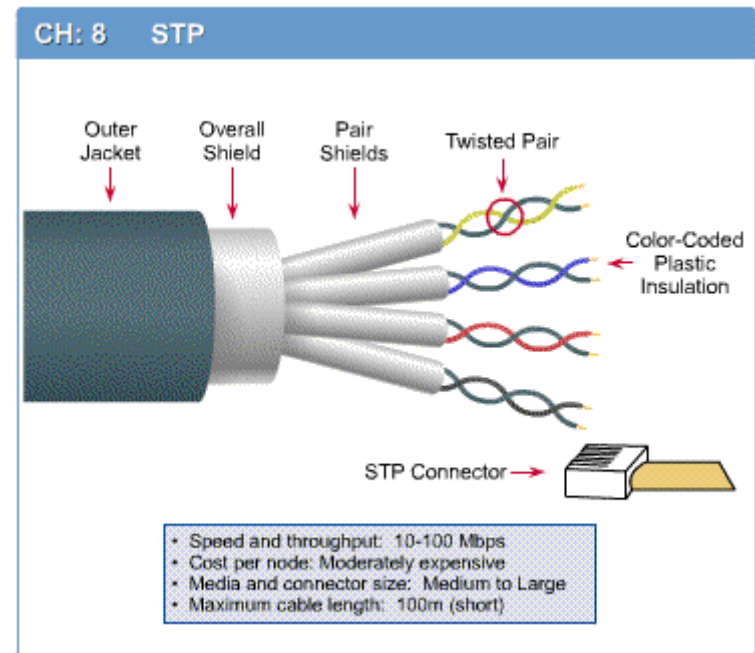 CH: 8 STP
Outer
Jacket
Overall
Shield
Pair
Shields
Twisted Pair
Color-Coded
Plastic
Insulation
STP Connector
• Speed and throughput: 10-100 Mbps
• Cost per node: Moderately expensive
• Media and connector size: Medium to Large
• Maximum cable length: 100m (short)